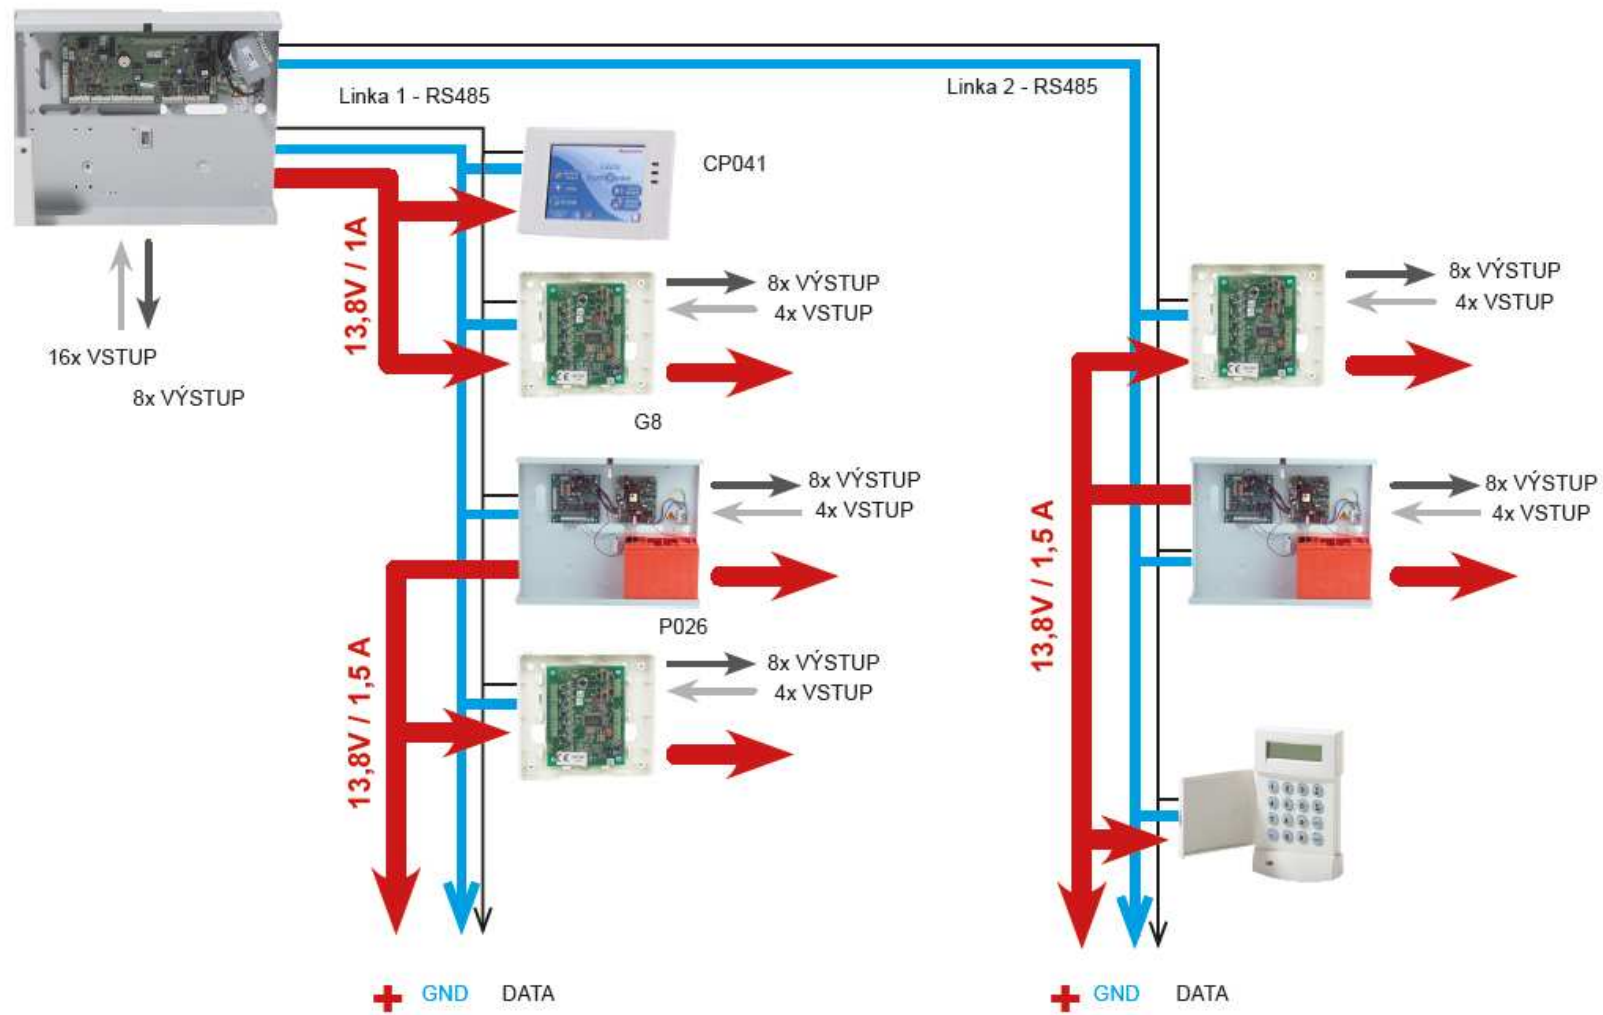 Linka 1 - RS485
Linka 2 - RS485
CP041
13,8V / 1A
8x VÝSTUP
4x VSTUP
8x VÝSTUP
4x VSTUP
16x VSTUP
8x VÝSTUP
G8
8x VÝSTUP
4x VSTUP
8x VÝSTUP
4x VSTUP
13,8V / 1,5 A
P026
13,8V / 1,5 A
8x VÝSTUP
4x VSTUP
+ GND DATA
+ GND DATA